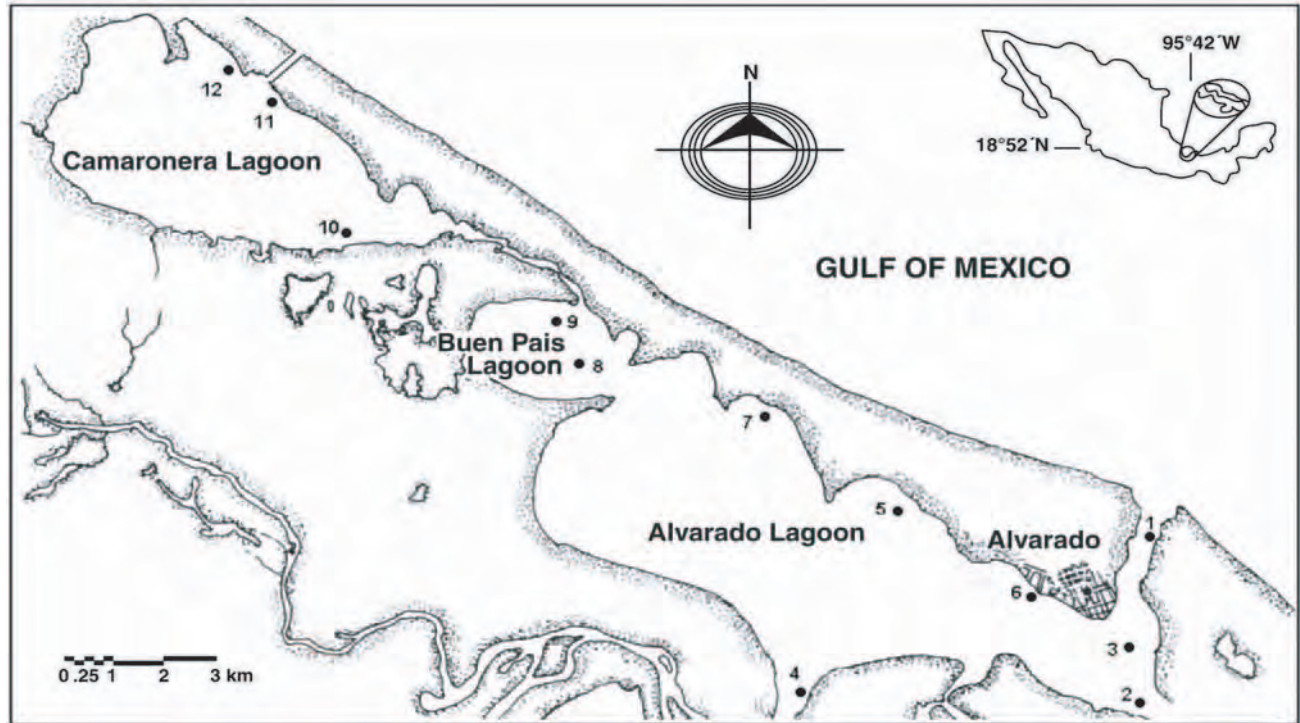 95°42´W
N
12
11
18°52´N
Camaronera Lagoon
10
GULF OF MEXICO
9
Buen Pais
Lagoon
8
7
5
1
Alvarado Lagoon
Alvarado
6
3
4
2
0.25 1 2 3 km